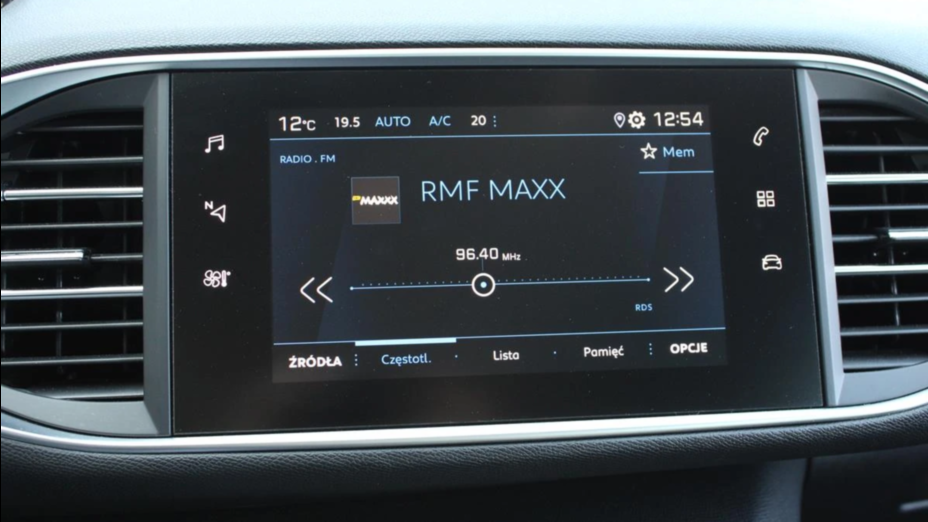 12°C 19.5 AUTO A/C 20 12:54
RADIO . FM
Mem
MAXXX
RMF MAXX
N
96.40 MHz
RDS
ŹRÓDŁA Częstotl. Lista Pamięć OPCJE